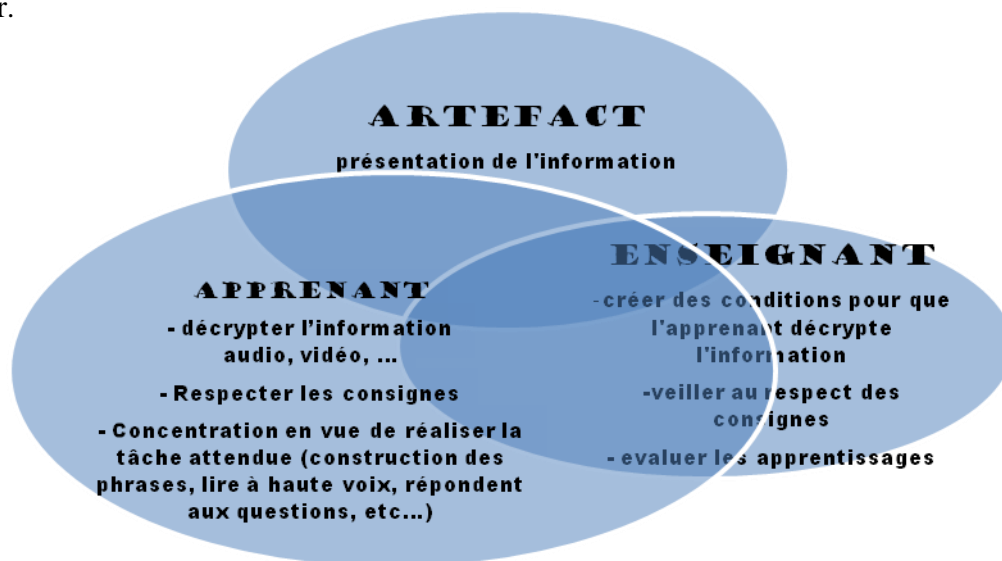 r.
ARTEFACT
présentation de l'information
APPRENANT
- décrypter l’information
audio, vidéo, ...
- Respecter les consignes
- Concentration en vue de réaliser la
tâche attendue (construction des
phrases, lire à haute voix, répondent
aux questions, etc...)
ENSEIGNANT
-créer des conditions pour que
l'apprenant décrypte
l'information
-veiller au respect des
consignes
- evaluer les apprentissages